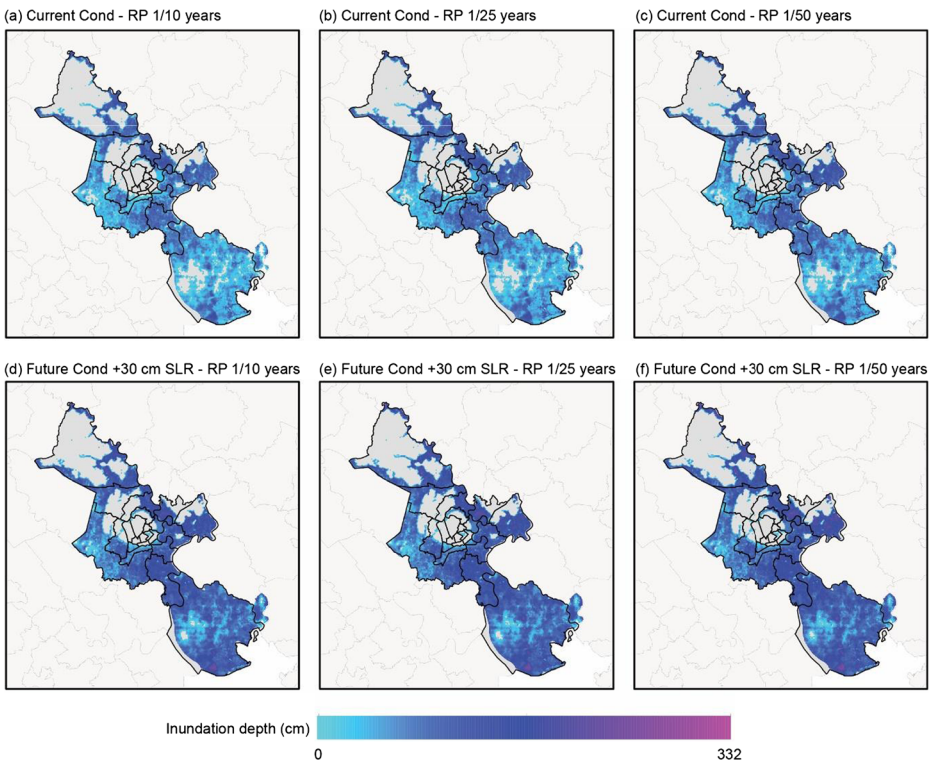 (a) Current Cond - RP 1/10 years
(b) Current Cond - RP 1/25 years
(c) Current Cond - RP 1/50 years
(d) Future Cond +30 cm SLR - RP 1/10 years
(e) Future Cond +30 cm SLR - RP 1/25 years
(f) Future Cond +30 cm SLR - RP 1/50 years
Inundation depth (cm)
0 332